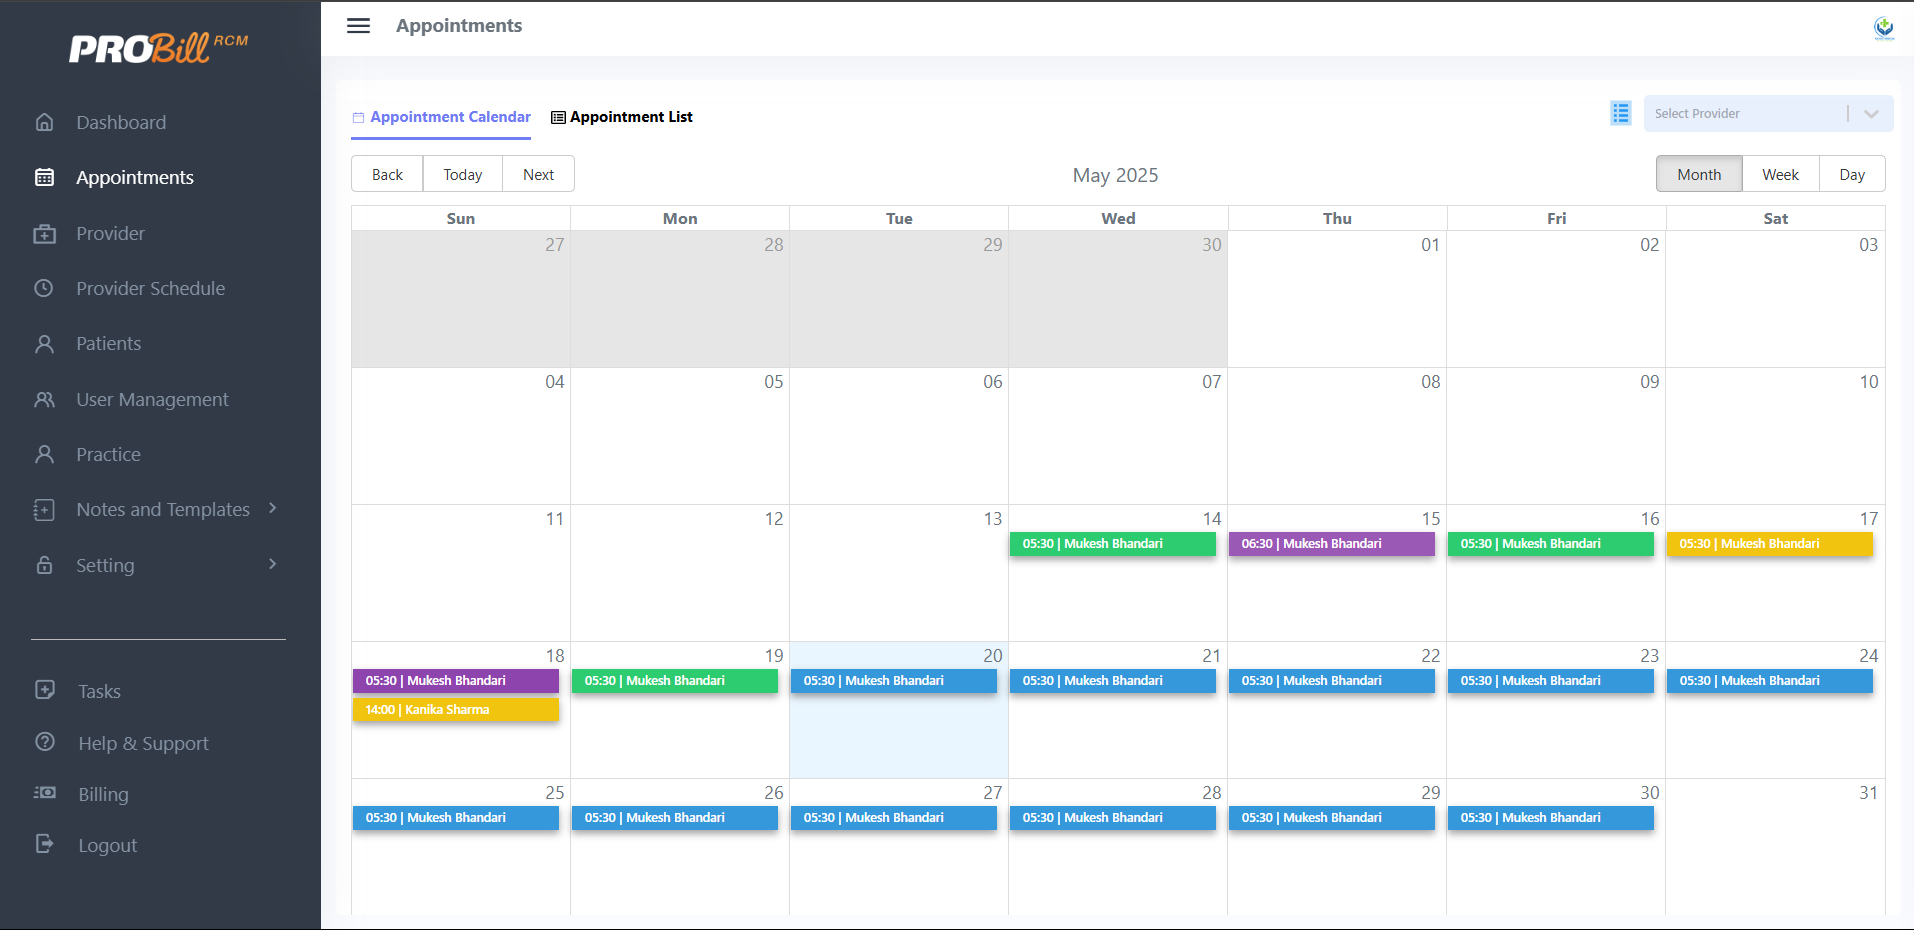 PROBill RCM
Dashboard
Appointments
Provider
Provider Schedule
Patients
User Management
Practice
Notes and Templates
Setting
Tasks
Help & Support
Billing
Logout
Appointments
Appointment Calendar
Appointment List
Select Provider
Back Today Next
May 2025
Month Week Day
Sun Mon Tue Wed Thu Fri Sat
27 28 29 30 01 02 03
04 05 06 07 08 09 10
11 12 13 14 15 16 17
05:30 | Mukesh Bhandari 06:30 | Mukesh Bhandari 05:30 | Mukesh Bhandari 05:30 | Mukesh Bhandari
18 19 20 21 22 23 24
05:30 | Mukesh Bhandari 05:30 | Mukesh Bhandari 05:30 | Mukesh Bhandari 05:30 | Mukesh Bhandari 05:30 | Mukesh Bhandari 05:30 | Mukesh Bhandari 05:30 | Mukesh Bhandari
14:00 | Kanika Sharma
25 26 27 28 29 30 31
05:30 | Mukesh Bhandari 05:30 | Mukesh Bhandari 05:30 | Mukesh Bhandari 05:30 | Mukesh Bhandari 05:30 | Mukesh Bhandari 05:30 | Mukesh Bhandari